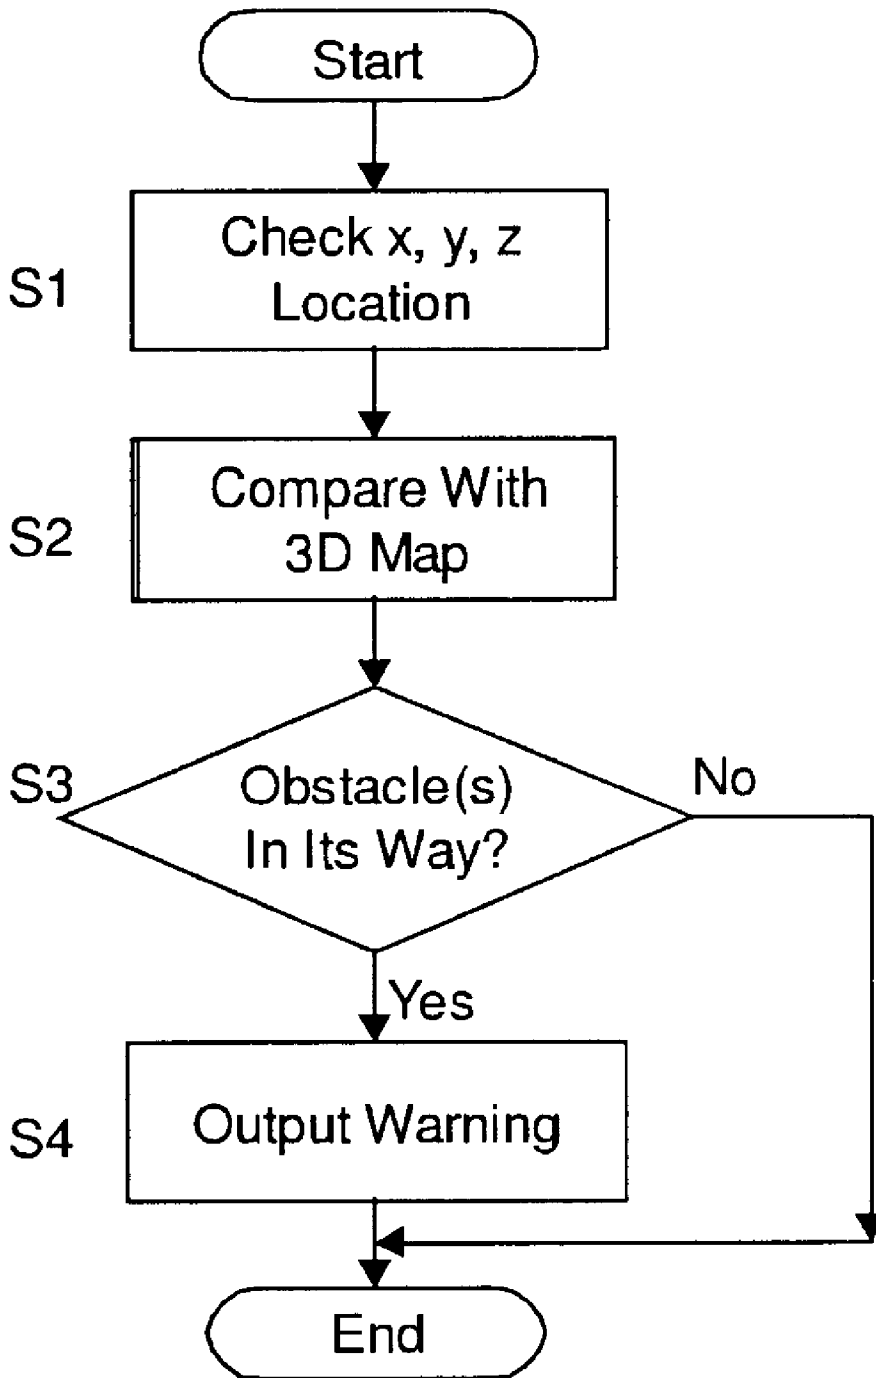 Start
S1
Check x, y, z
Location
S2
Compare With
3D Map
S3
Obstacle(s)
In Its Way?
No
Yes
S4
Output Warning
End